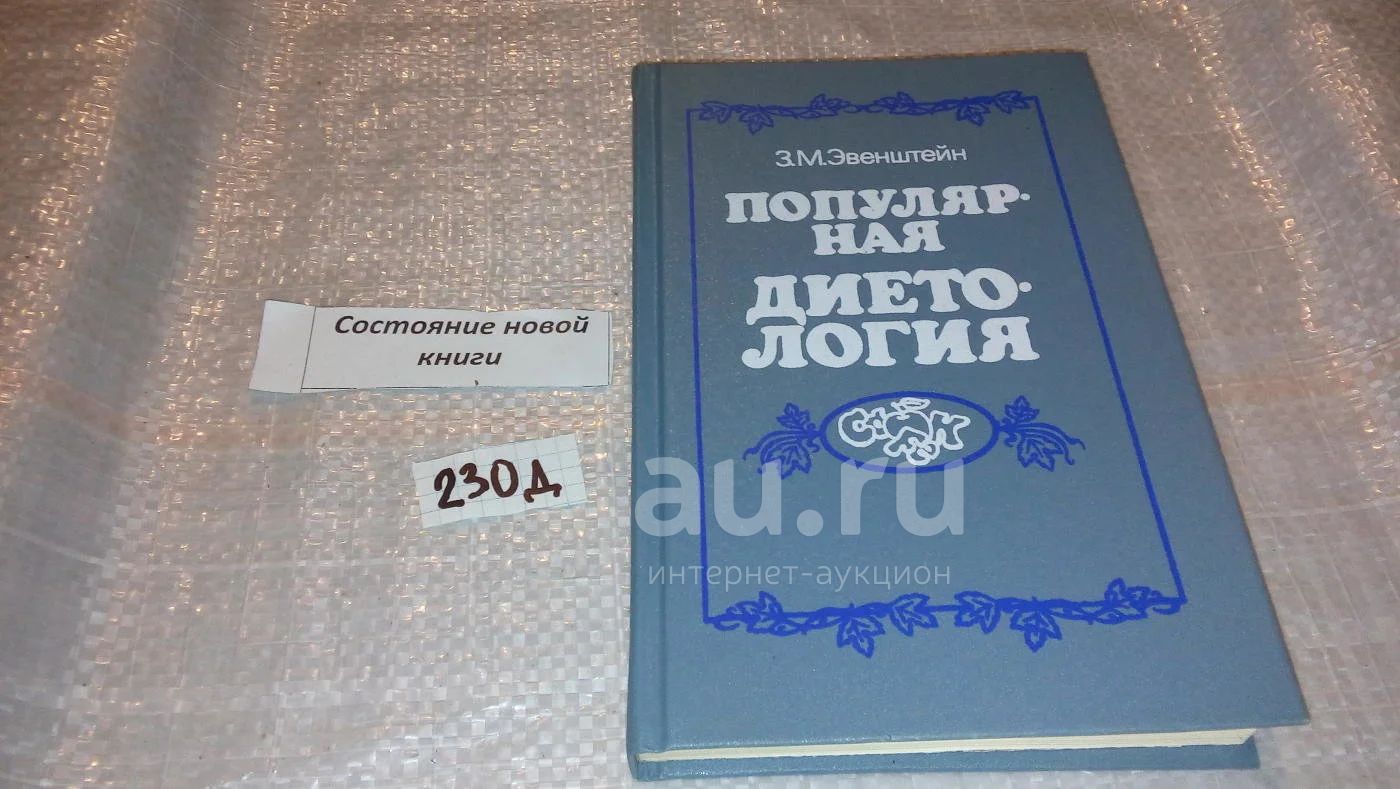 З.М.Эвенштейн
ПОПУЛЯР-
НАЯ
ДИЕТО-
ЛОГИЯ
Состояние новой
книги
230Д
au.ru
интернет-аукцион